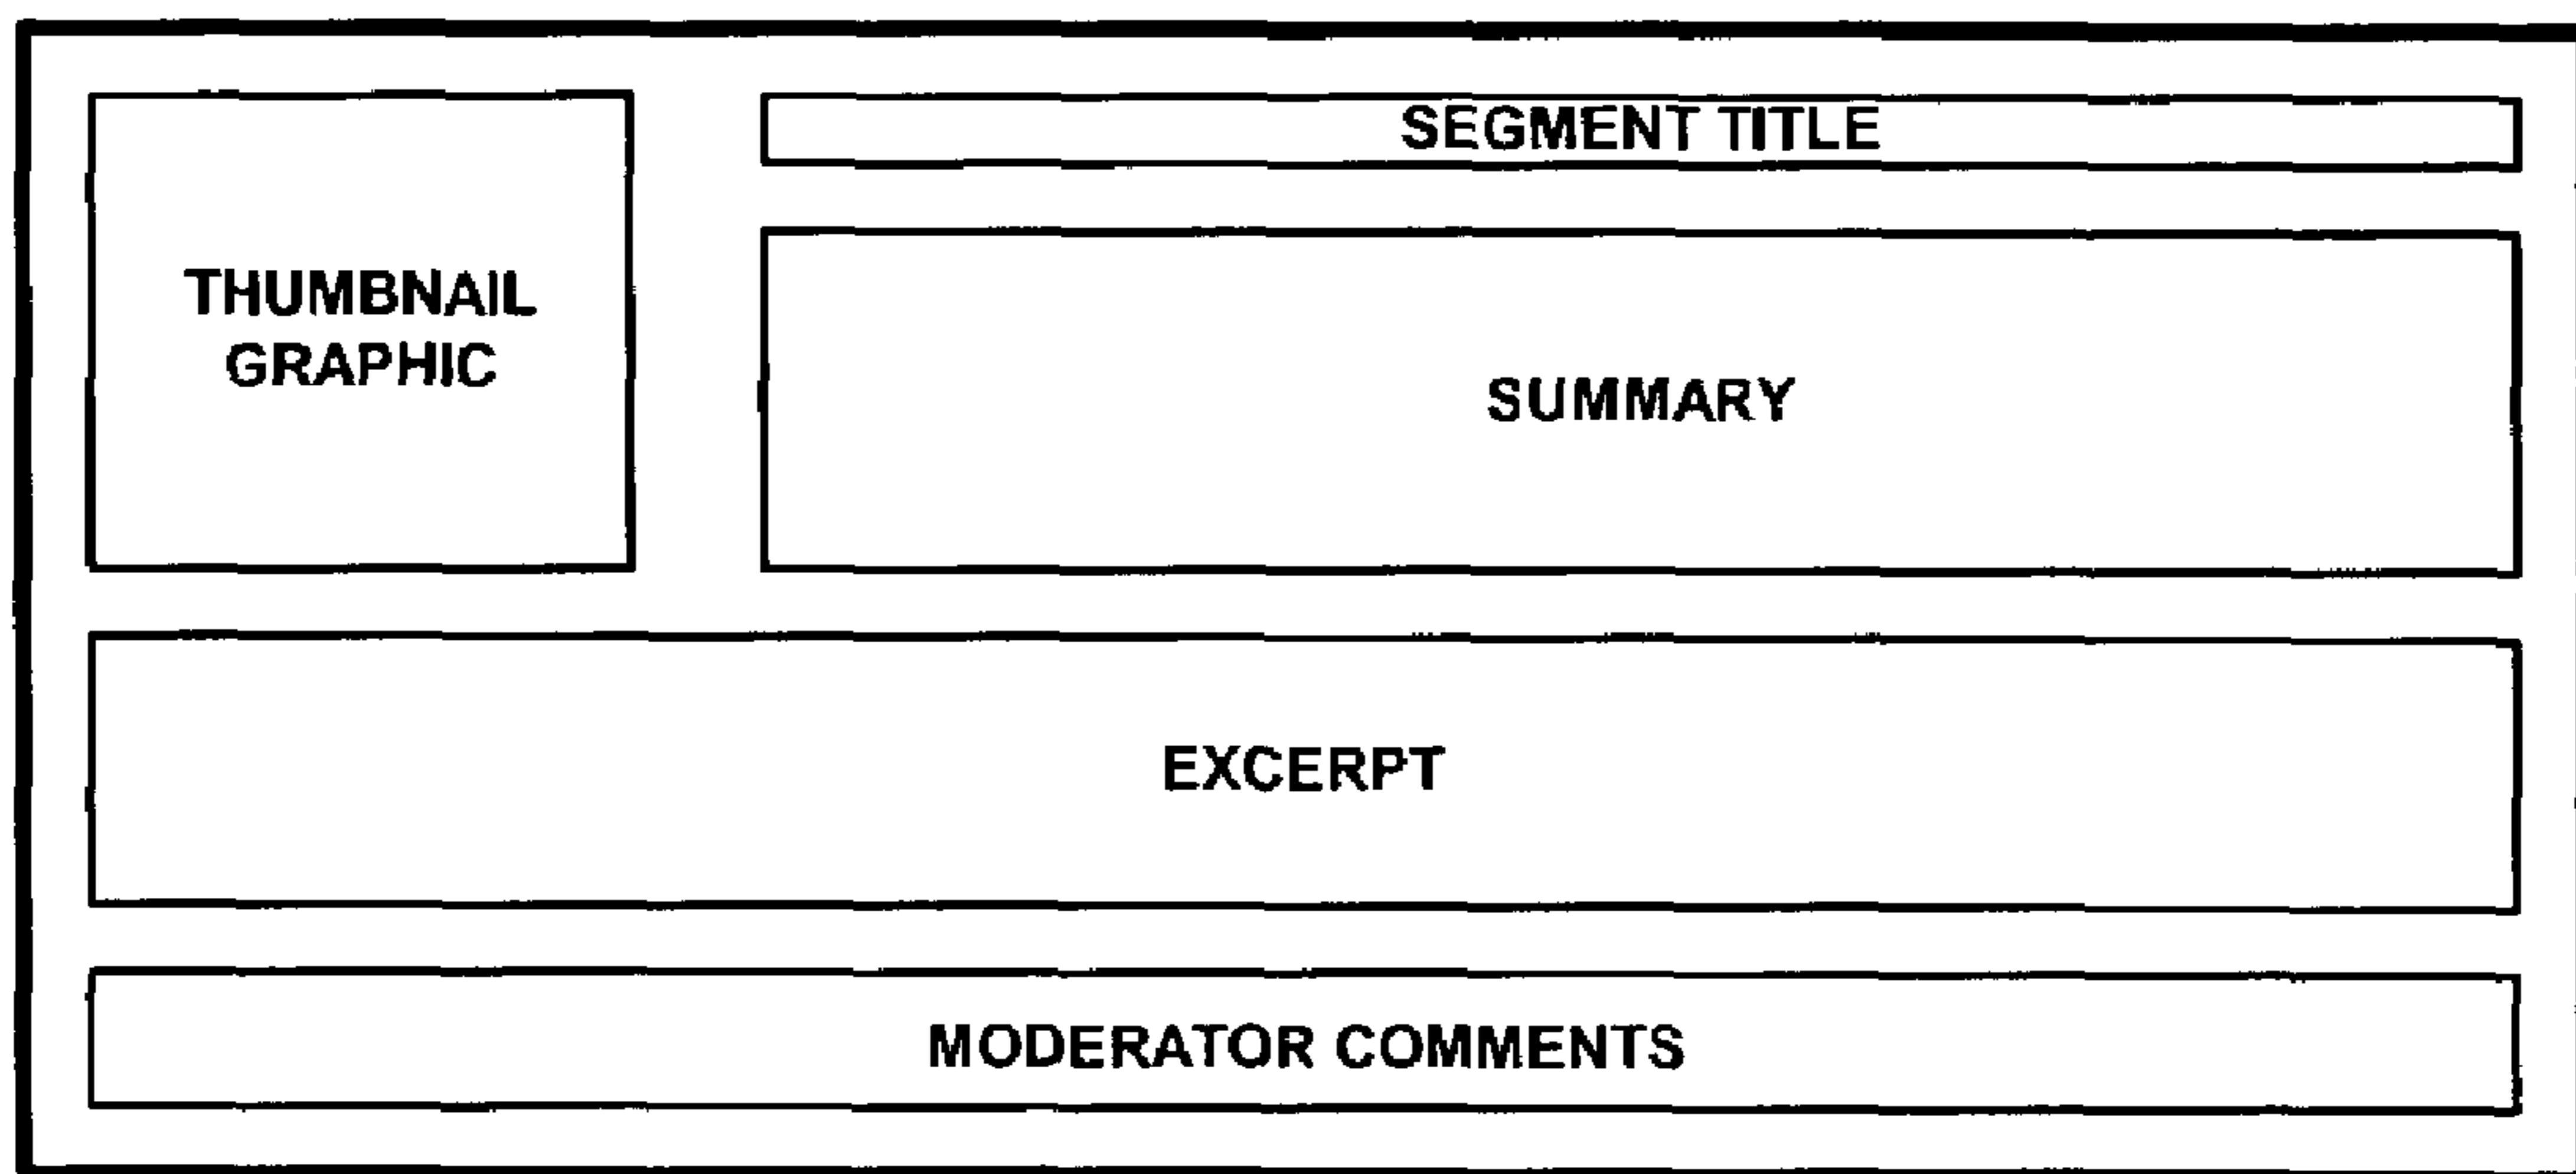 THUMBNAIL
GRAPHIC
SEGMENT TITLE
SUMMARY
EXCERPT
MODERATOR COMMENTS